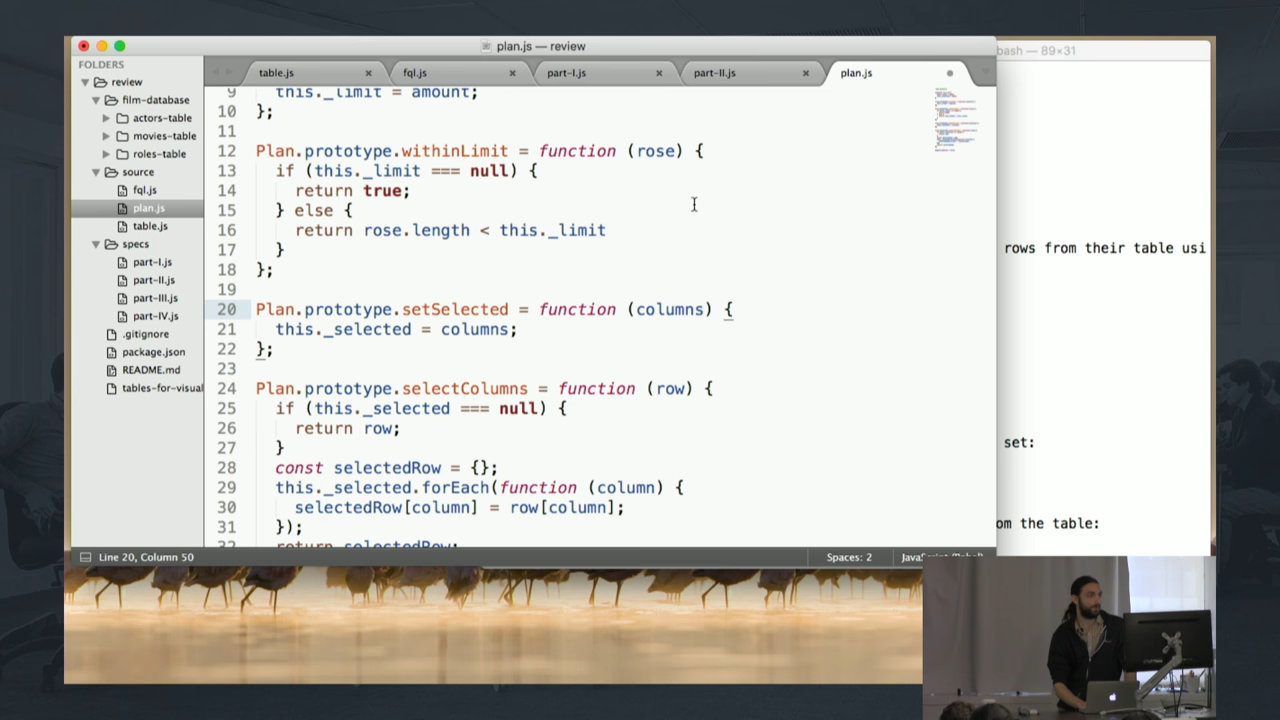 plan.js — review
bash — 89×31
FOLDERS
review
film-database
actors-table
movies-table
roles-table
source
fql.js
plan.js
table.js
specs
part-I.js
part-II.js
part-III.js
part-IV.js
.gitignore
package.json
README.md
tables-for-visual
table.js
fql.js
part-I.js
part-II.js
plan.js
9 this._limit = amount;
10 };
11
12 Plan.prototype.withinLimit = function (rose) {
13 if (this._limit === null) {
14 return true;
15 } else {
16 return rose.length < this._limit
17 }
18 };
19
20 Plan.prototype.setSelected = function (columns) {
21 this._selected = columns;
22 };
23
24 Plan.prototype.selectColumns = function (row) {
25 if (this._selected === null) {
26 return row;
27 }
28 const selectedRow = {};
29 this._selected.forEach(function (column) {
30 selectedRow[column] = row[column];
31 });
32 return selectedRow;
rows from their table usi
set:
om the table:
Line 20, Column 50
Spaces: 2
JavaScript (Babel)